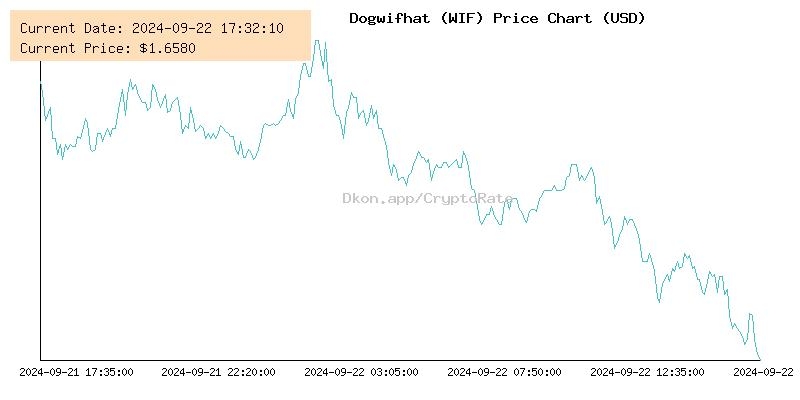 Dogwifhat (WIF) Price Chart (USD)
Current Date: 2024-09-22 17:32:10
Current Price: $1.6580
Dkon.app/CryptoRate
2024-09-21 17:35:00 2024-09-21 22:20:00 2024-09-22 03:05:00 2024-09-22 07:50:00 2024-09-22 12:35:00 2024-09-22